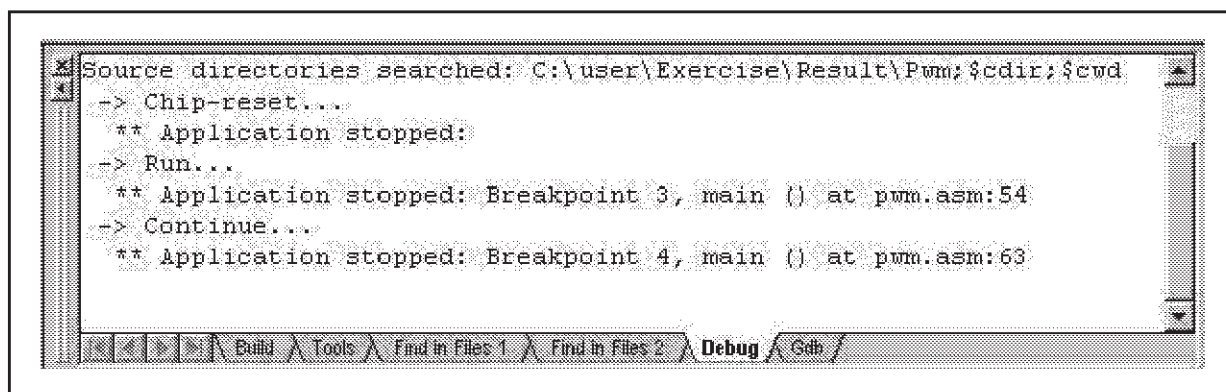 Source directories searched: C:\user\Exercise\Result\Pwm;$cdir;$cwd
-> Chip-reset...
** Application stopped:
-> Run...
** Application stopped: Breakpoint 3, main () at pwm.asm:54
-> Continue...
** Application stopped: Breakpoint 4, main () at pwm.asm:63
Build Tools Find in Files 1 Find in Files 2 Debug Gdb